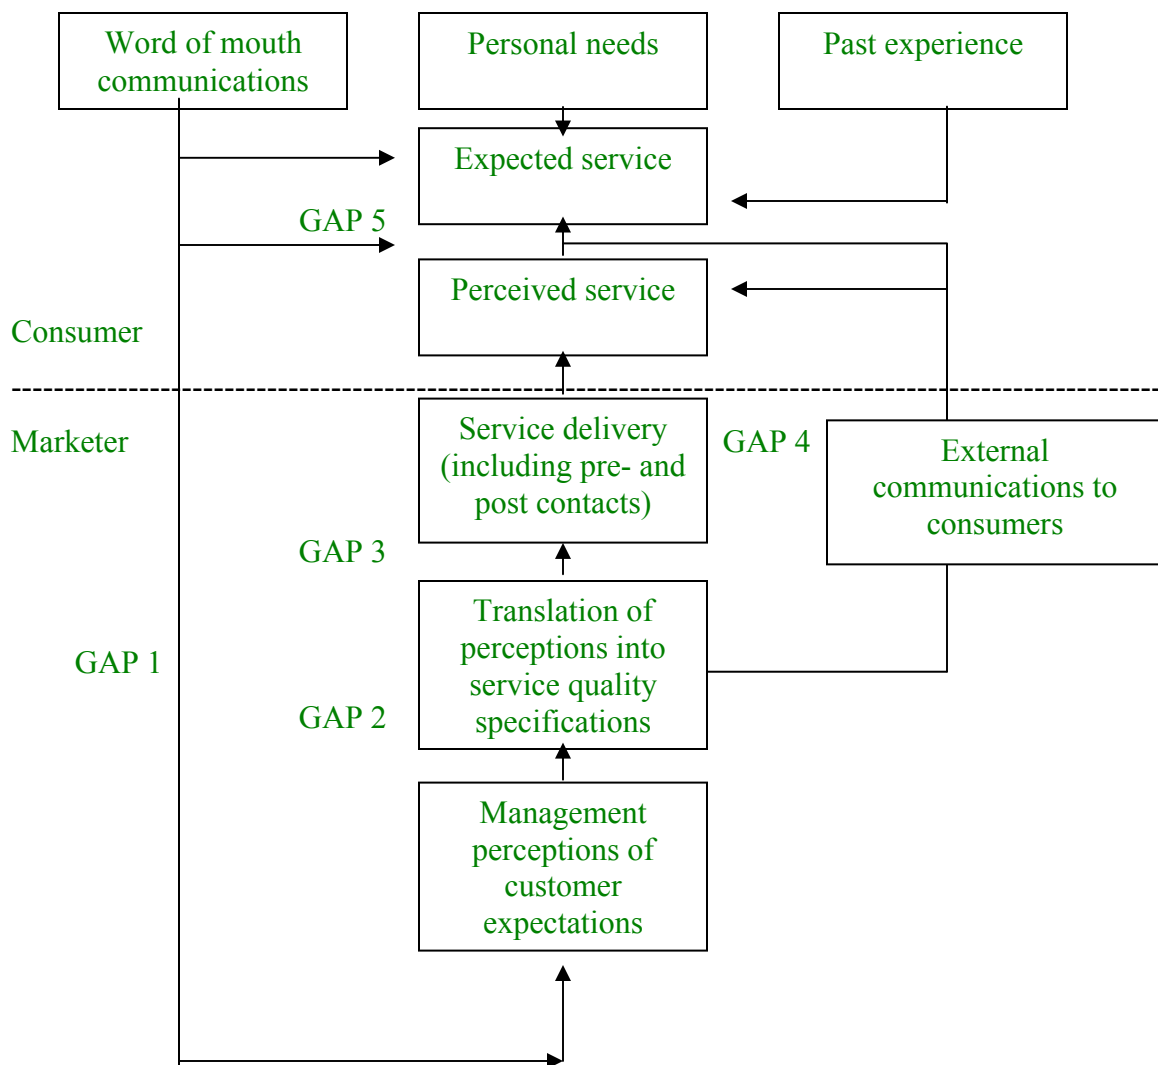 Word of mouth
communications
Personal needs
Past experience
Expected service
GAP 5
Perceived service
Consumer
Marketer
Service delivery
(including pre- and
post contacts)
GAP 4
External
communications to
consumers
GAP 3
Translation of
perceptions into
service quality
specifications
GAP 1
GAP 2
Management
perceptions of
customer
expectations